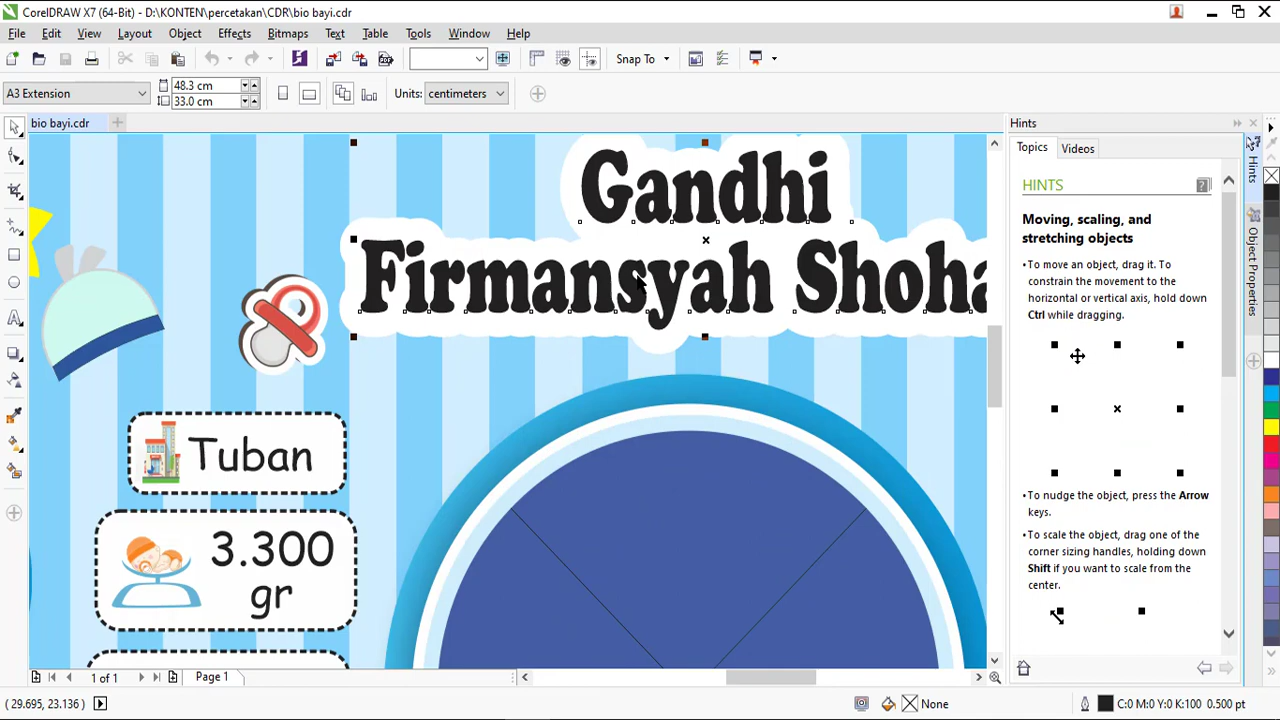 CorelDRAW X7 (64-Bit) - D:\KONTEN\percetakan\CDR\bio bayi.cdr
File Edit View Layout Object Effects Bitmaps Text Table Tools Window Help
Snap To
A3 Extension 48.3 cm
33.0 cm
Units: centimeters
bio bayi.cdr
Gandhi
Firmansyah Shoha
Tuban
3.300
gr
Hints
Topics Videos
HINTS
Moving, scaling, and
stretching objects
•To move an object, drag it. To
constrain the movement to the
horizontal or vertical axis, hold down
Ctrl while dragging.
•To nudge the object, press the Arrow
keys.
•To scale the object, drag one of the
corner sizing handles, holding down
Shift if you want to scale from the
center.
Hints
Object Properties
1 of 1
Page 1
(29.695, 23.136)
None
C:0 M:0 Y:0 K:100 0.500 pt